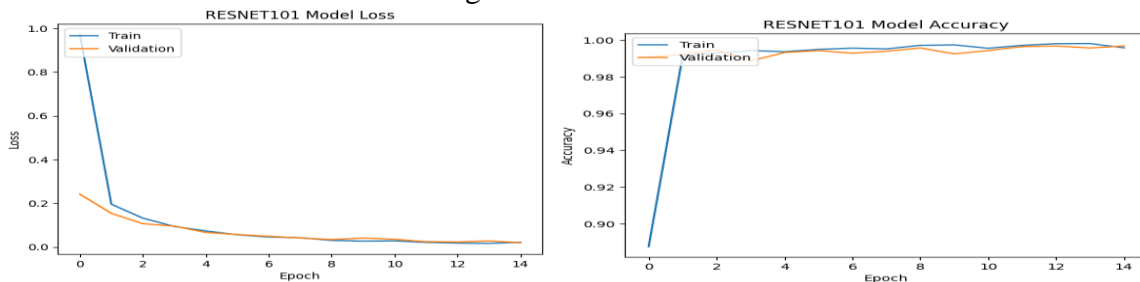 RESNET101 Model Loss
1.0
0.8
0.6
0.4
0.2
0.0
Loss
Train
Validation
0 2 4 6 8 10 12 14
Epoch
RESNET101 Model Accuracy
1.00
0.98
0.96
0.94
0.92
0.90
Accuracy
Train
Validation
0 2 4 6 8 10 12 14
Epoch